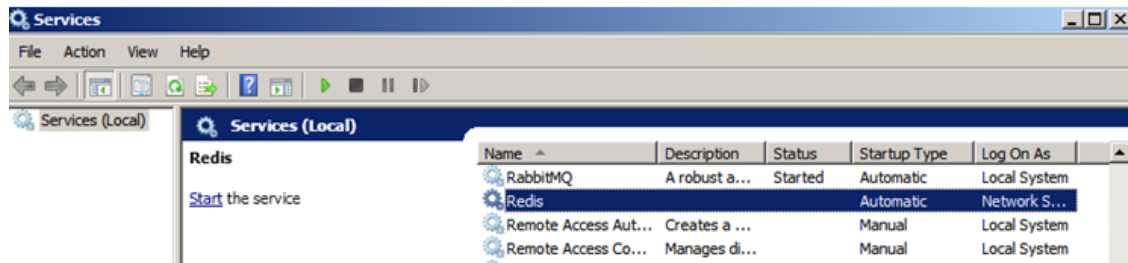 Services
File Action View Help
Services (Local)
Services (Local)
Redis
Start the service
Name Description Status Startup Type Log On As
RabbitMQ A robust a... Started Automatic Local System
Redis Automatic Network S...
Remote Access Aut... Creates a ... Manual Local System
Remote Access Co... Manages di... Manual Local System